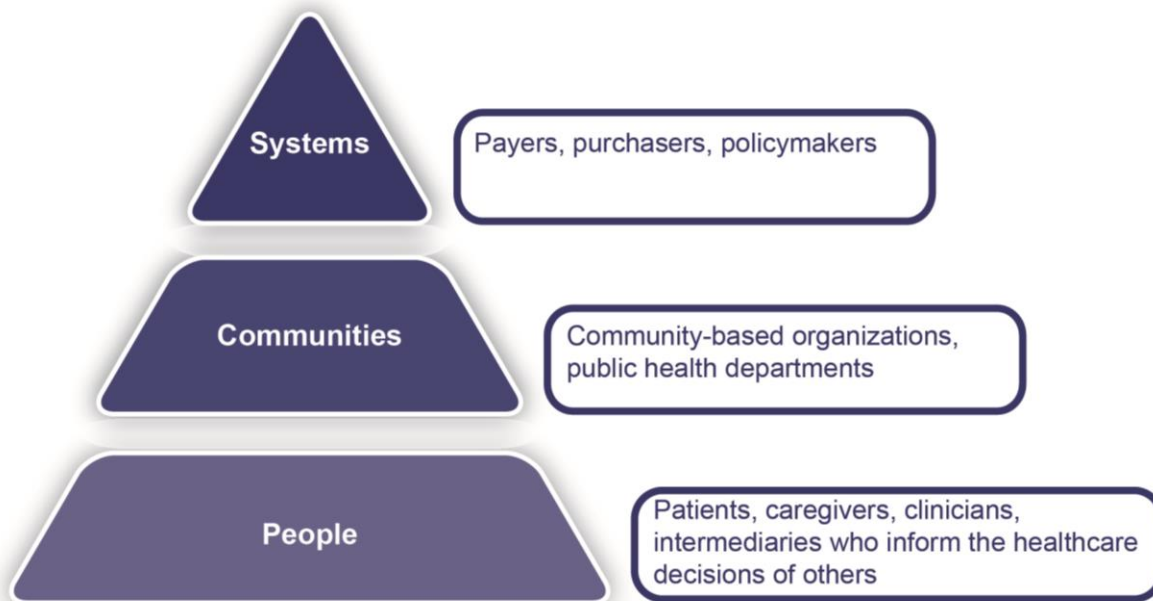 Systems
Payers, purchasers, policymakers
Communities
Community-based organizations,
public health departments
People
Patients, caregivers, clinicians,
intermediaries who inform the healthcare
decisions of others